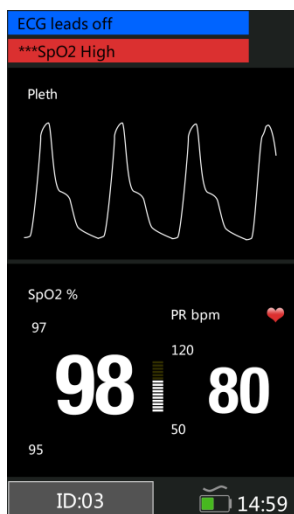 ECG leads off
***SpO2 High
Pleth
SpO2 %
97
98
95
PR bpm
120
80
50
ID:03
14:59